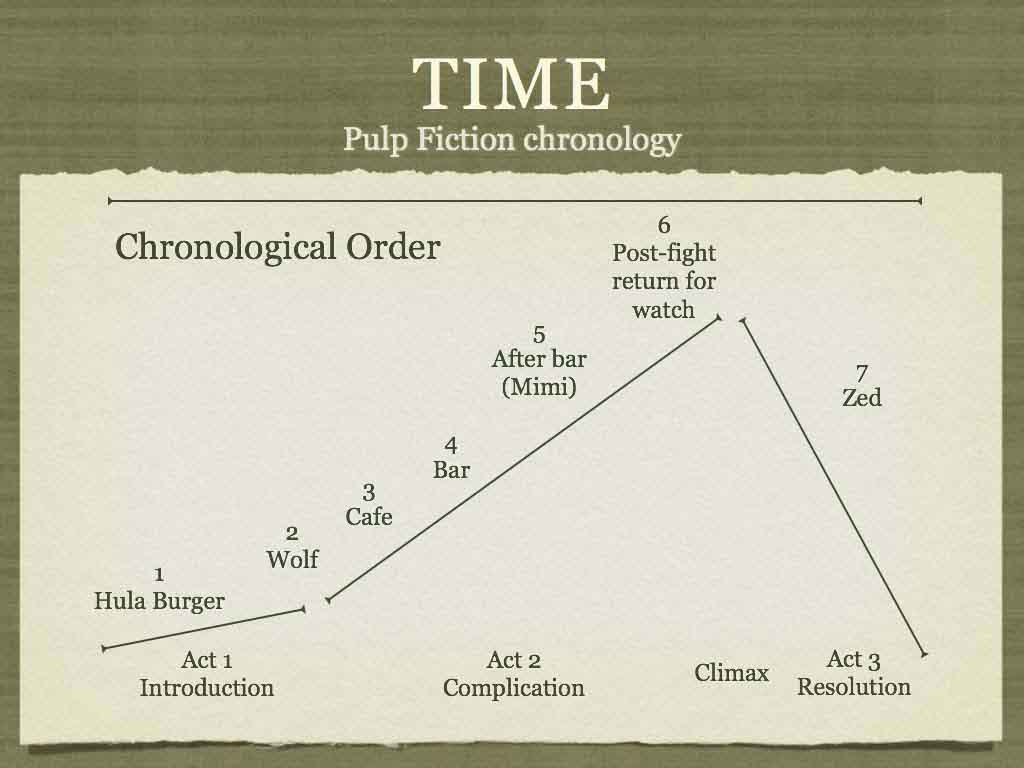 TIME
Pulp Fiction chronology
Chronological Order
1
Hula Burger
2
Wolf
3
Cafe
4
Bar
5
After bar
(Mimi)
6
Post-fight
return for
watch
7
Zed
Act 1
Introduction
Act 2
Complication
Climax
Act 3
Resolution